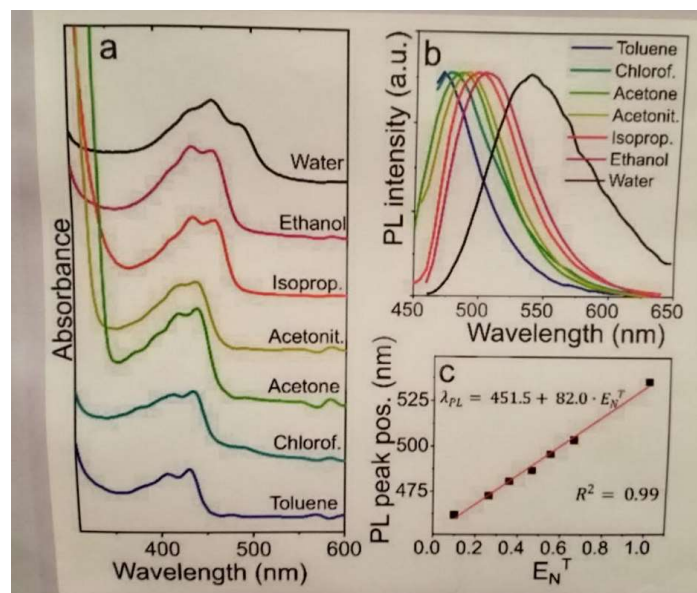 a
Water
Ethanol
Isoprop.
Acetonit.
Acetone
Chlorof.
Toluene
Absorbance
400
500
600
Wavelength (nm)
b
Toluene
Chlorof.
Acetone
Acetonit.
Isoprop.
Ethanol
Water
PL intensity (a.u.)
450 500 550 600 650
Wavelength (nm)
c
λPL = 451.5 + 82.0 · E_N^T
R² = 0.99
PL peak pos. (nm)
525
500
475
0.0 0.2 0.4 0.6 0.8 1.0
E_N^T